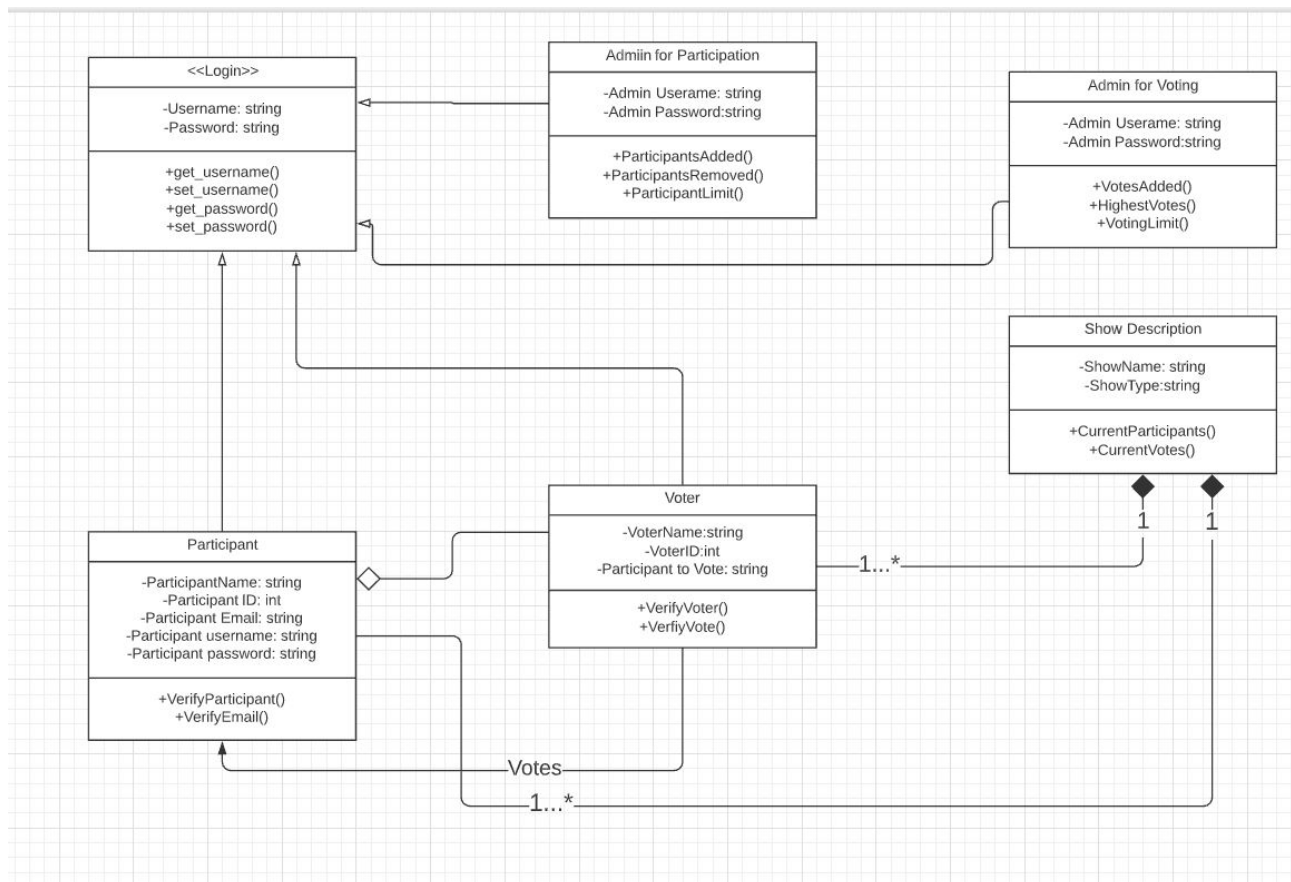 <<Login>>
-Username: string
-Password: string
+get_username()
+set_username()
+get_password()
+set_password()
Admiin for Participation
-Admin Userame: string
-Admin Password:string
+ParticipantsAdded()
+ParticipantsRemoved()
+ParticipantLimit()
Admin for Voting
-Admin Userame: string
-Admin Password:string
+VotesAdded()
+HighestVotes()
+VotingLimit()
Show Description
-ShowName: string
-ShowType:string
+CurrentParticipants()
+CurrentVotes()
1
1
Voter
-VoterName:string
-VoterID:int
-Participant to Vote: string
+VerifyVoter()
+VerfiyVote()
1...*
Participant
-ParticipantName: string
-Participant ID: int
-Participant Email: string
-Participant username: string
-Participant password: string
+VerifyParticipant()
+VerifyEmail()
Votes
1...*